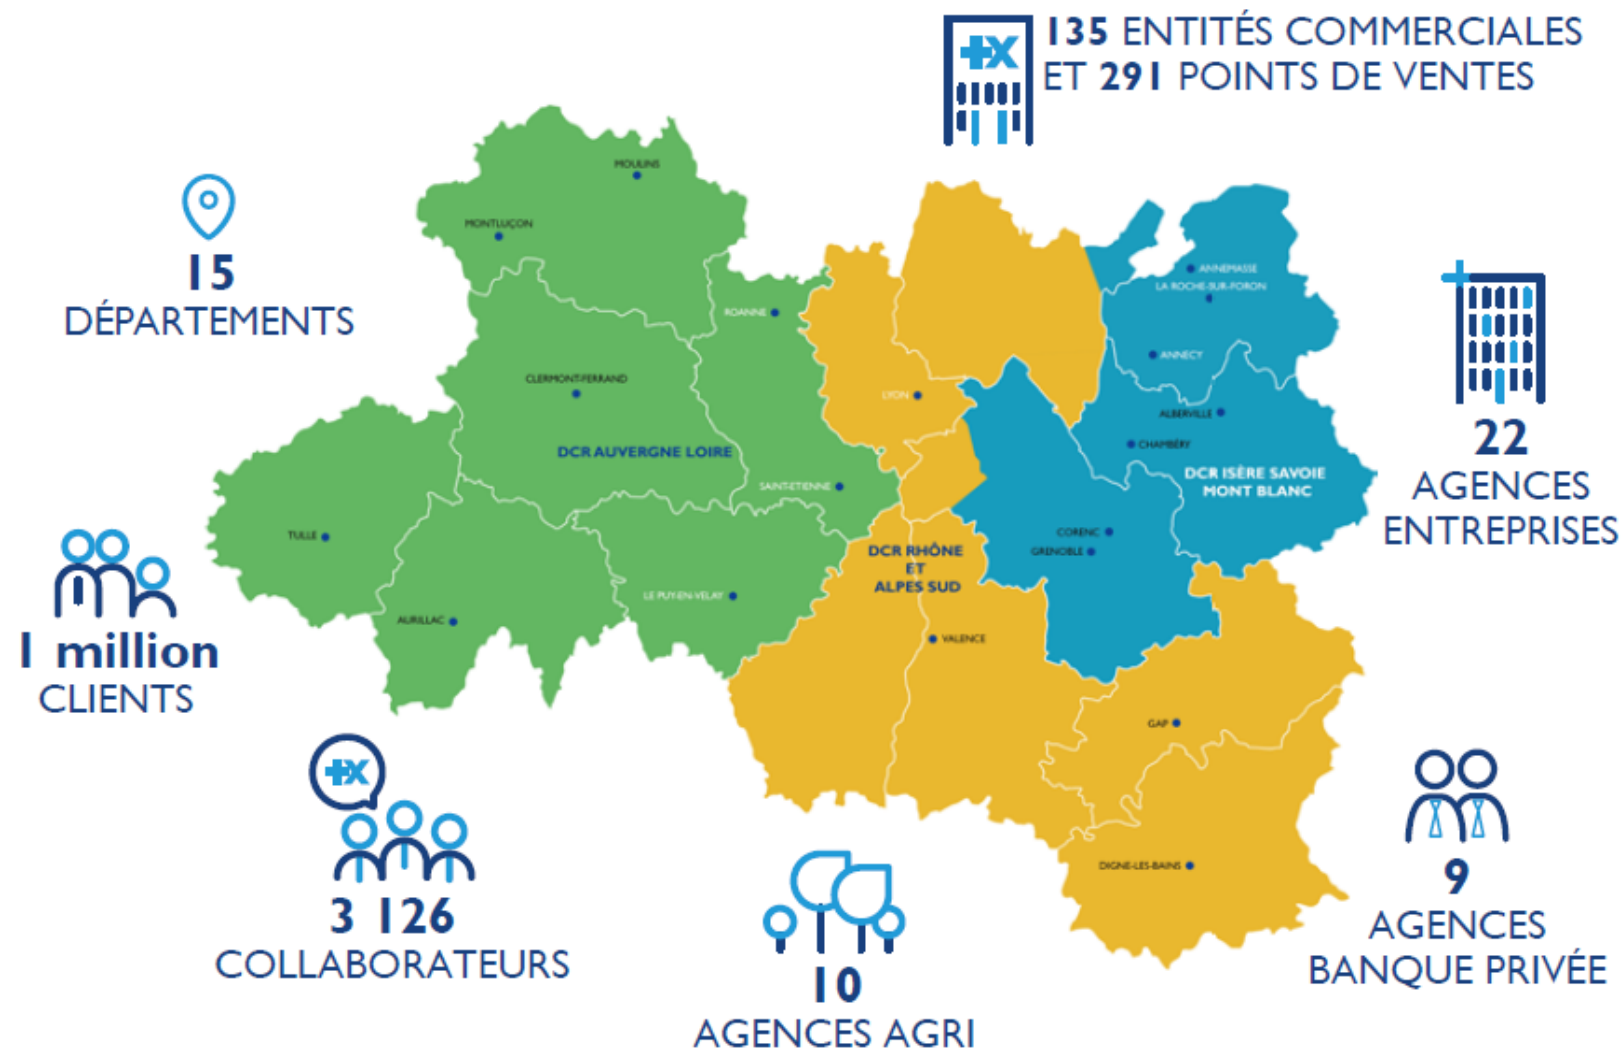 135 ENTITÉS COMMERCIALES
ET 291 POINTS DE VENTES
15
DÉPARTEMENTS
MOULINS
MONTLUÇON
ROANNE
CLERMONT-FERRAND
DCR AUVERGNE LOIRE
SAINT-ETIENNE
TULLE
LE PUY-EN-VELAY
AURILLAC
LYON
DCR RHÔNE
ET
ALPES SUD
VALENCE
GAP
DIGNE-LES-BAINS
ANNEMASSE
LA ROCHE-SUR-FORON
ANNECY
ALBERVILLE
CHAMBÉRY
DCR ISÈRE SAVOIE
MONT BLANC
CORENC
GRENOBLE
22
AGENCES
ENTREPRISES
1 million
CLIENTS
3 126
COLLABORATEURS
10
AGENCES AGRI
9
AGENCES
BANQUE PRIVÉE